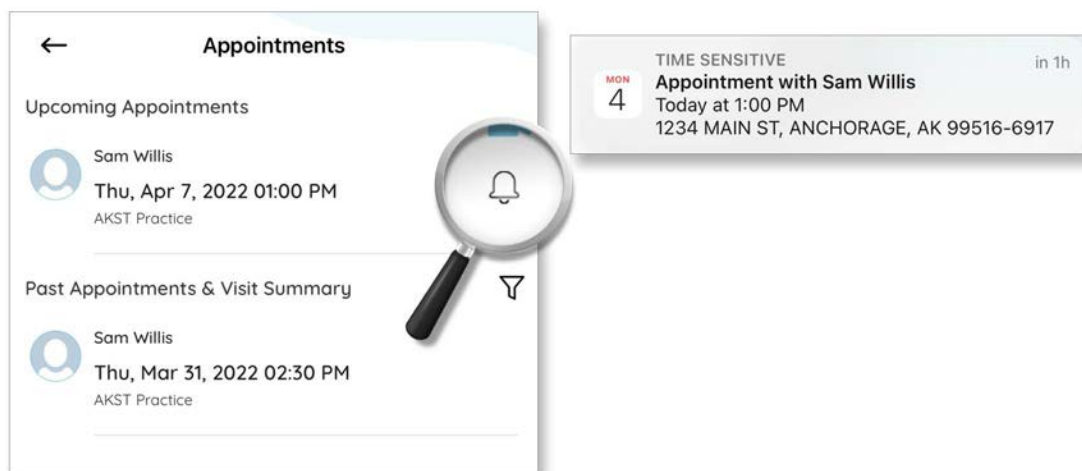 Appointments
Upcoming Appointments
Sam Willis
Thu, Apr 7, 2022 01:00 PM
AKST Practice
Past Appointments & Visit Summary
Sam Willis
Thu, Mar 31, 2022 02:30 PM
AKST Practice
TIME SENSITIVE
in 1h
MON
4
Appointment with Sam Willis
Today at 1:00 PM
1234 MAIN ST, ANCHORAGE, AK 99516-6917